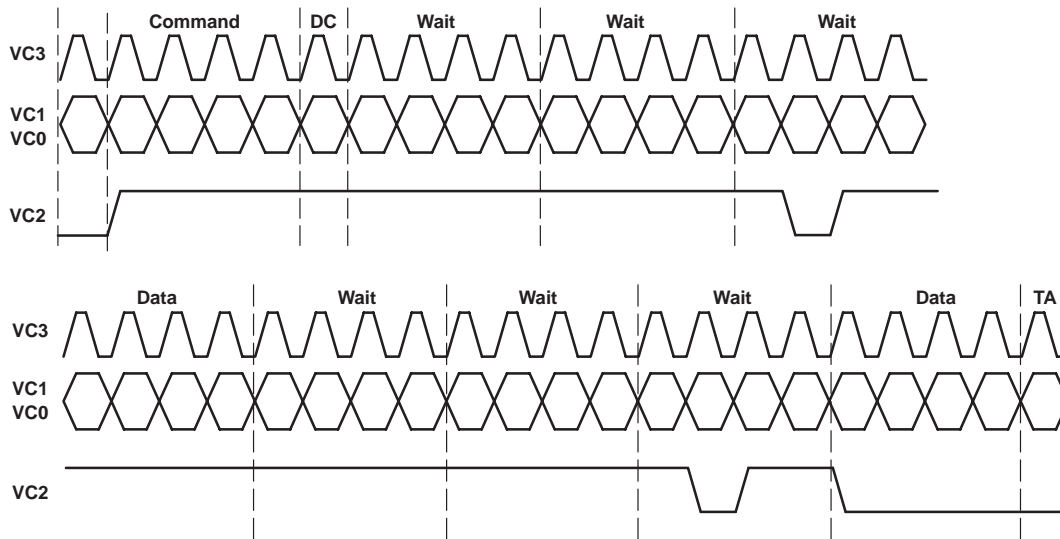 Command DC Wait Wait Wait
VC3
VC1
VC0
VC2
Data Wait Wait Wait Data TA
VC3
VC1
VC0
VC2